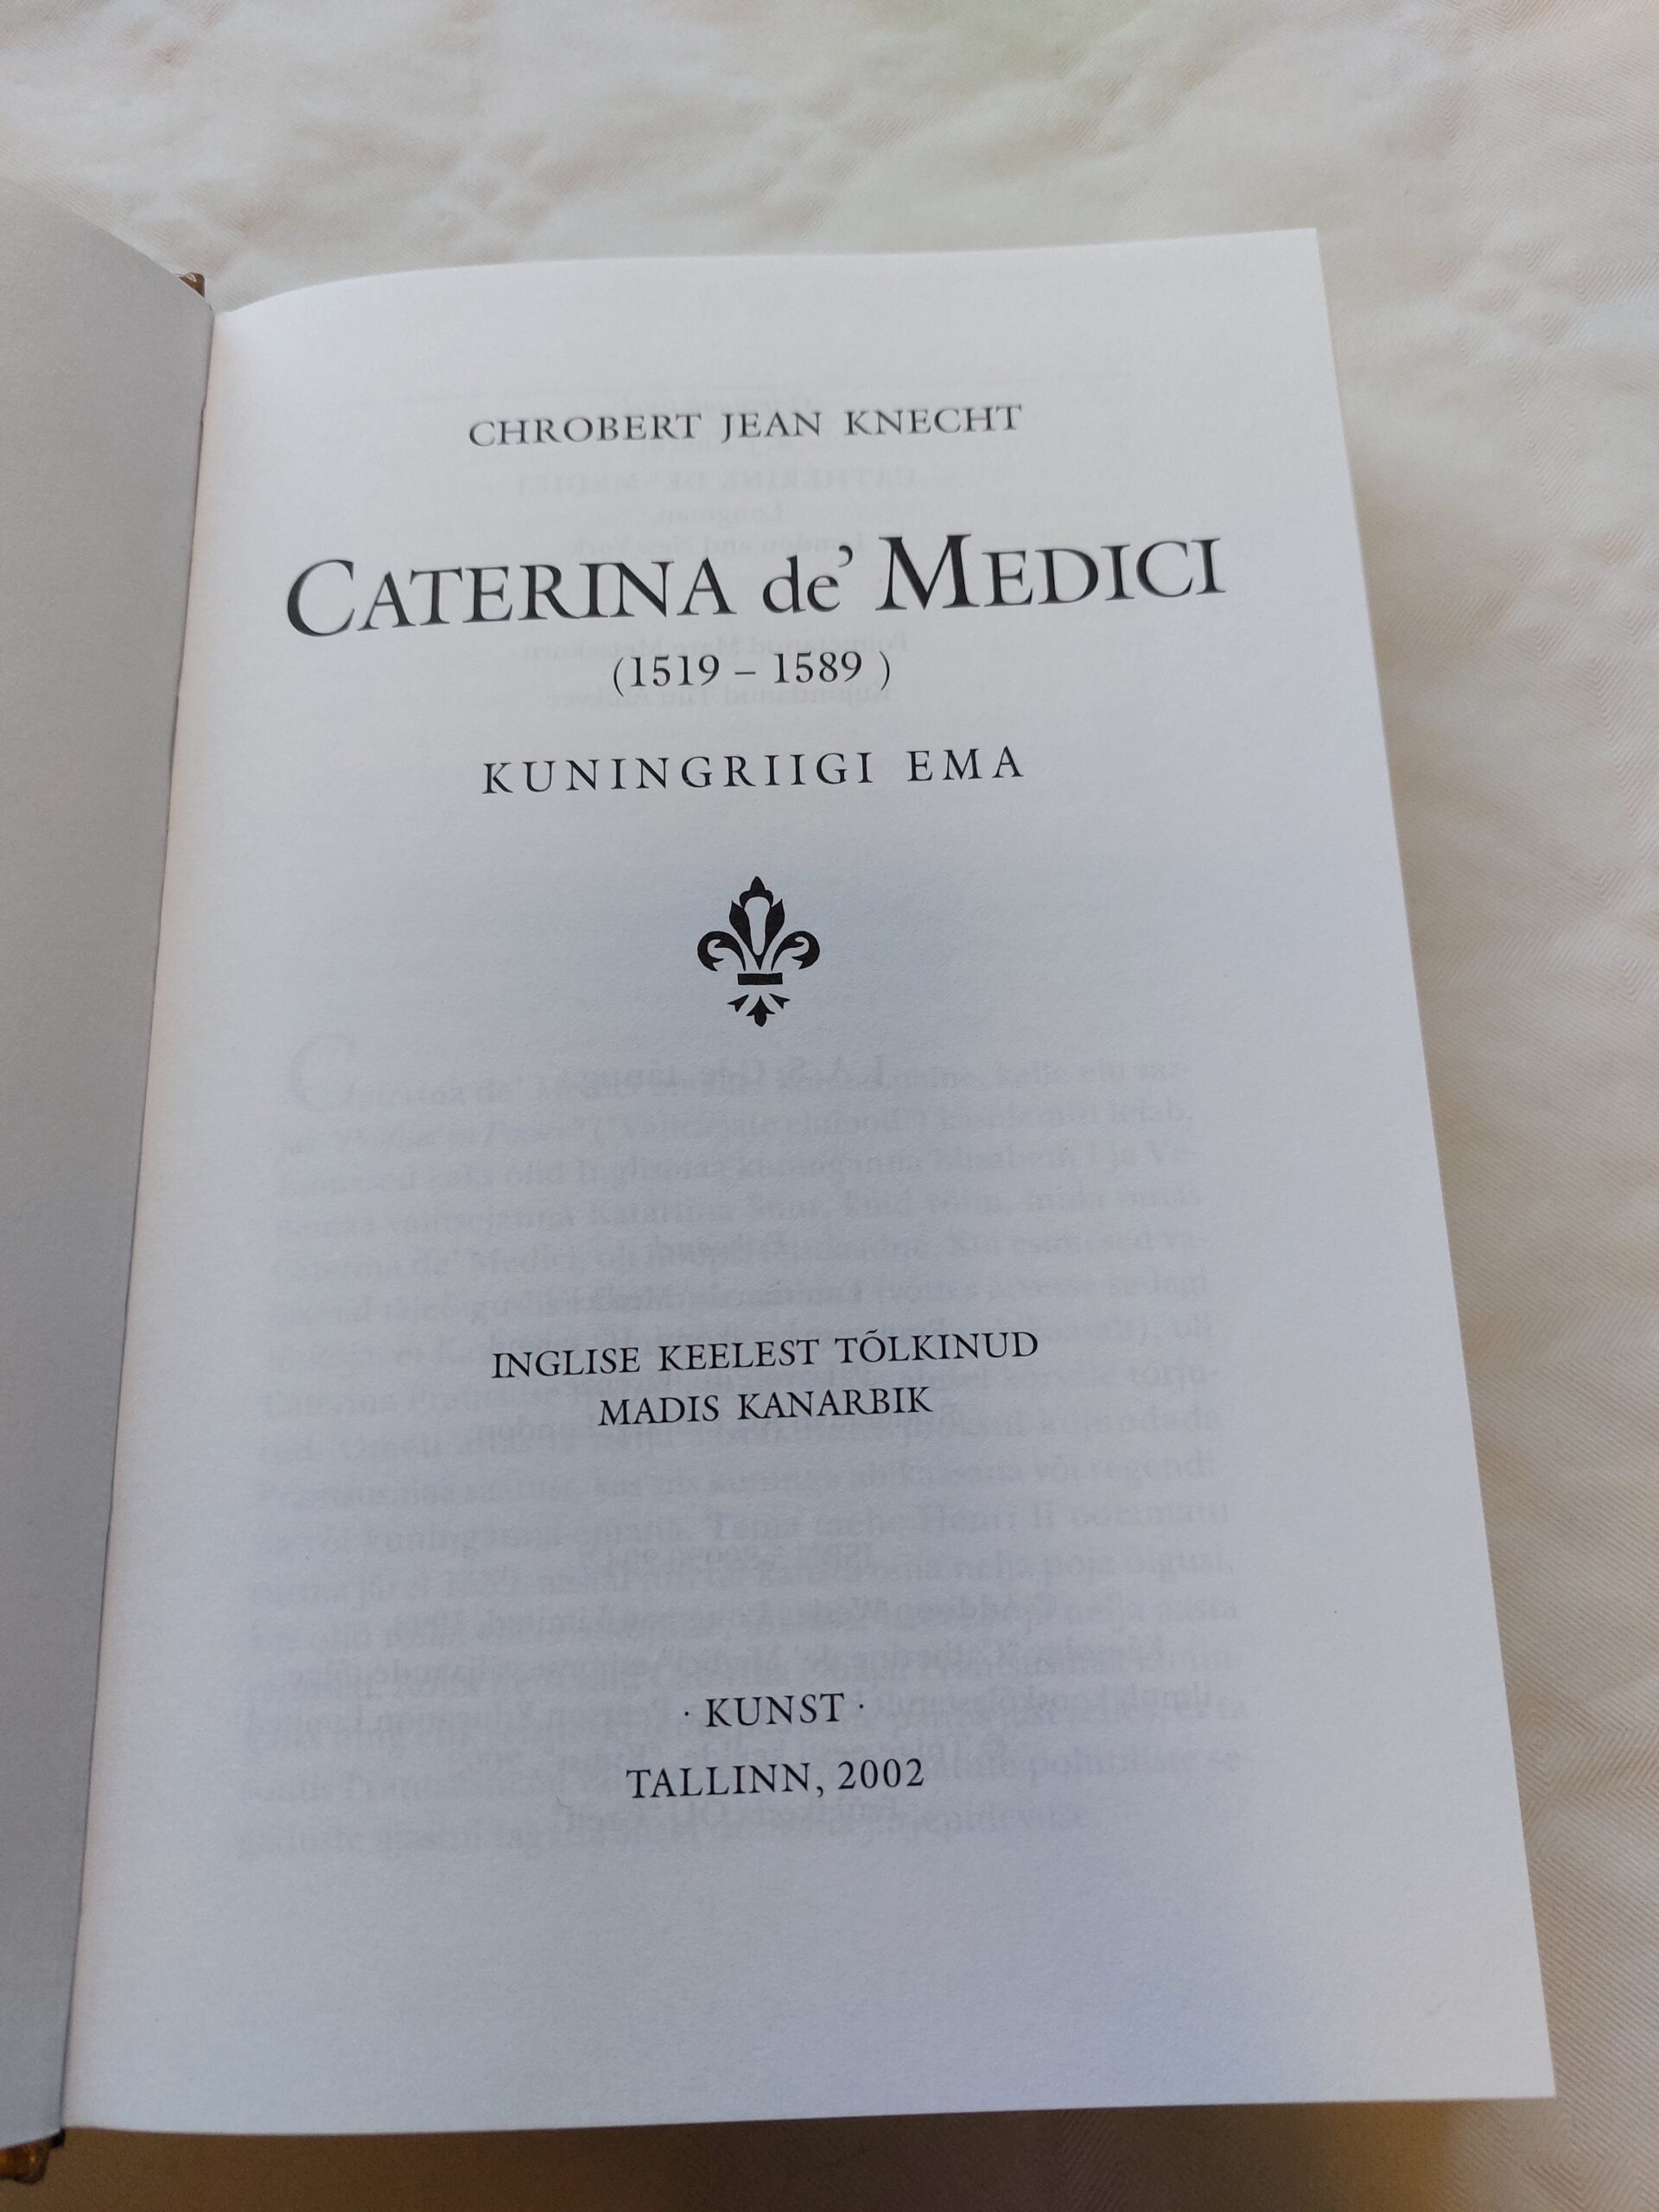 CHROBERT JEAN KNECHT
CATERINA de' MEDICI
(1519 – 1589 )
KUNINGRIIGI EMA
INGLISE KEELEST TÕLKINUD
MADIS KANARBIK
· KUNST ·
TALLINN, 2002